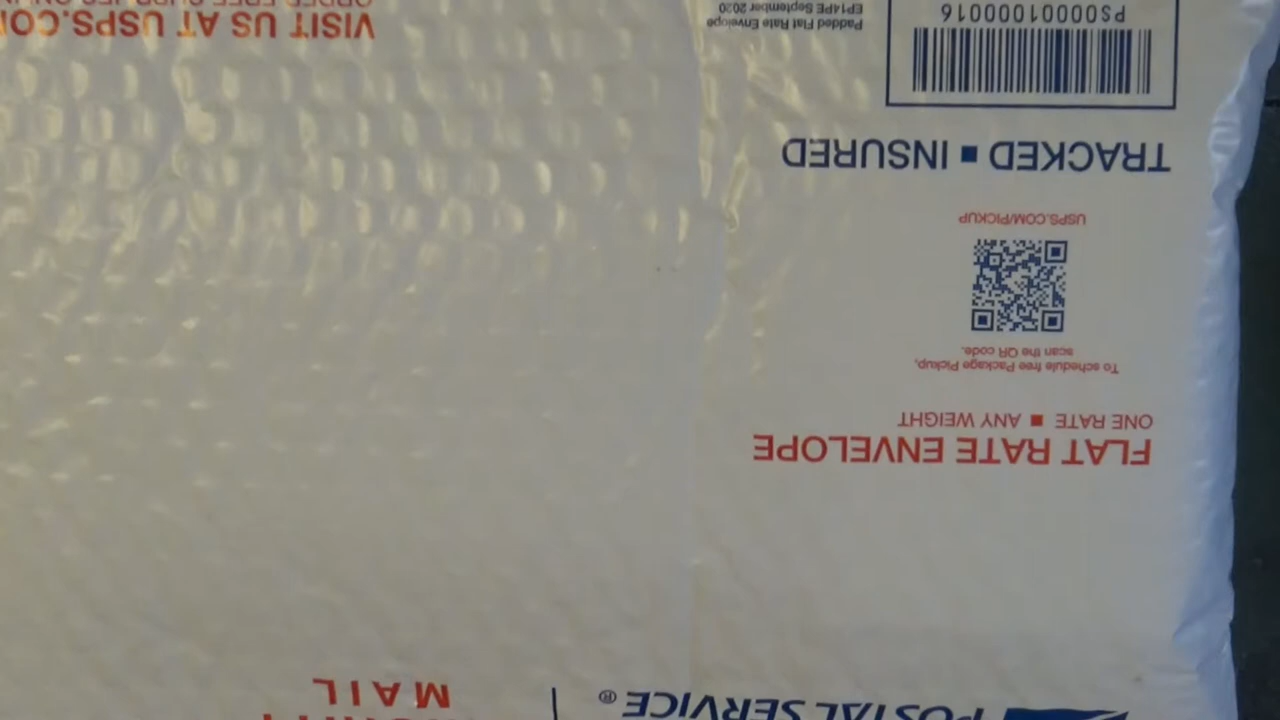 POSTAL SERVICE®
MAIL
FLAT RATE ENVELOPE
ONE RATE ■ ANY WEIGHT
To schedule free Package Pickup,
scan the QR code.
USPS.COM/PICKUP
TRACKED ■ INSURED
PS00001000016
Padded Flat Rate Envelope
EP14PE September 2020
VISIT US AT USPS.CO